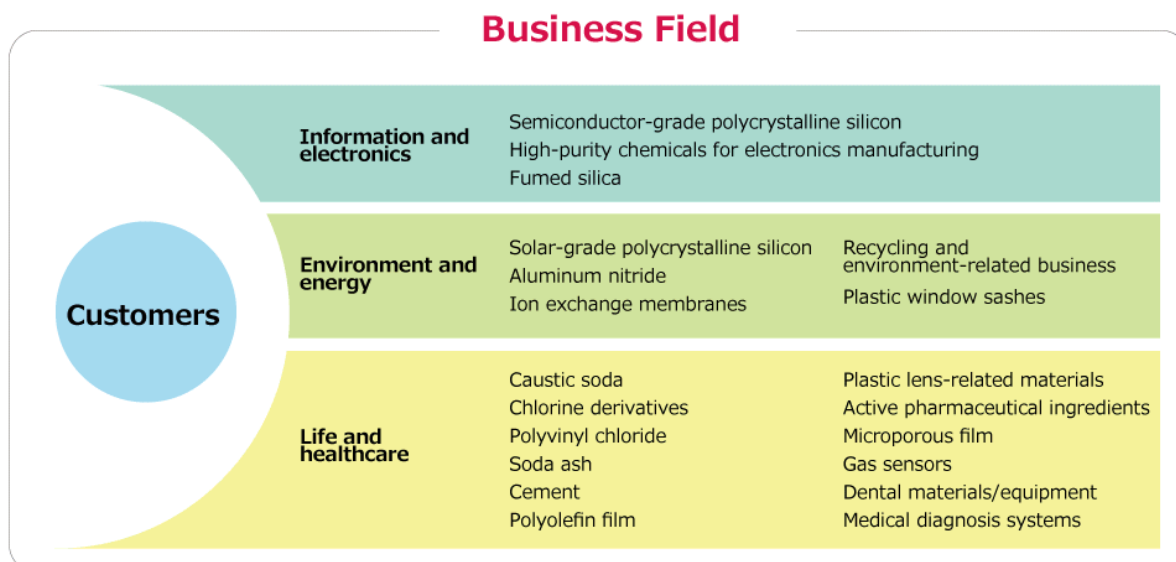 Business Field
Customers
Information and
electronics
Semiconductor-grade polycrystalline silicon
High-purity chemicals for electronics manufacturing
Fumed silica
Environment and
energy
Solar-grade polycrystalline silicon
Aluminum nitride
Ion exchange membranes
Recycling and
environment-related business
Plastic window sashes
Life and
healthcare
Caustic soda
Chlorine derivatives
Polyvinyl chloride
Soda ash
Cement
Polyolefin film
Plastic lens-related materials
Active pharmaceutical ingredients
Microporous film
Gas sensors
Dental materials/equipment
Medical diagnosis systems